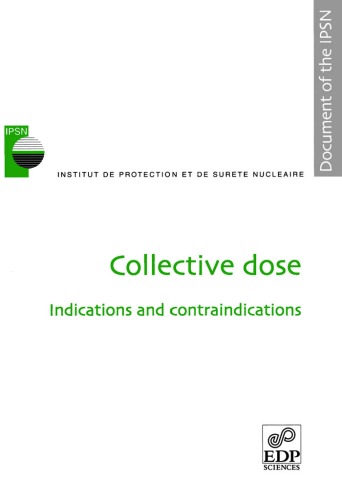 Document of the IPSN
IPSN
INSTITUT DE PROTECTION ET DE SURETE NUCLEAIRE
Collective dose
Indications and contraindications
EDP
SCIENCES